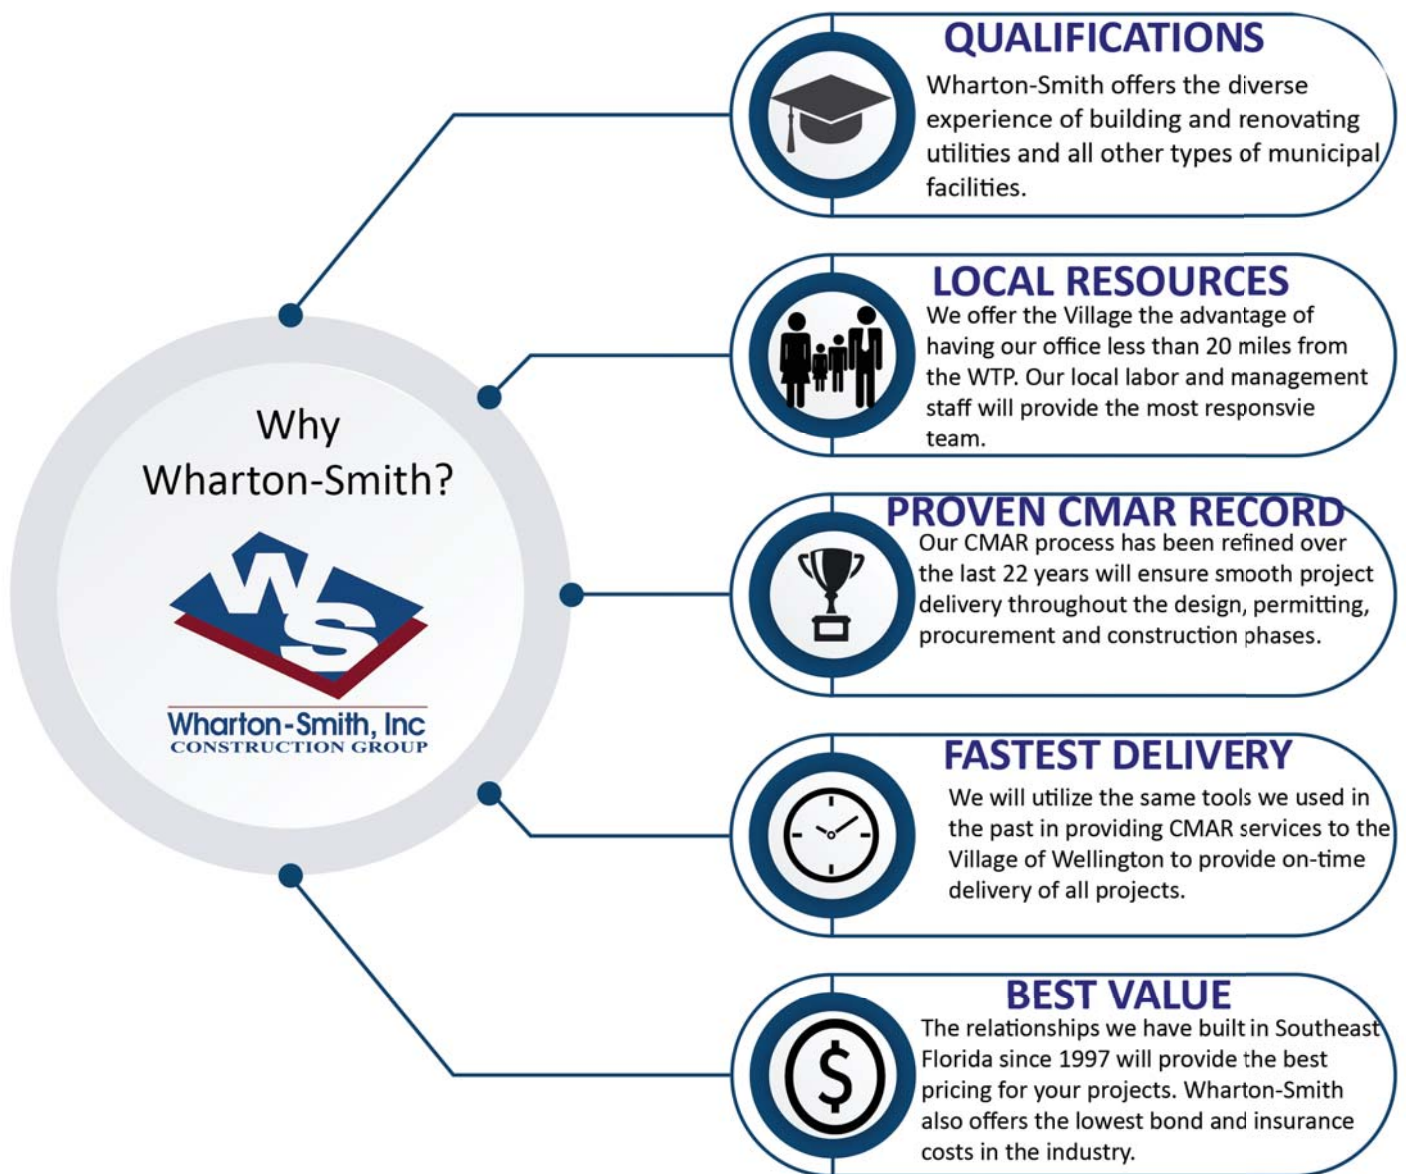 Why
Wharton-Smith?
WS
Wharton-Smith, Inc
CONSTRUCTION GROUP
QUALIFICATIONS
Wharton-Smith offers the diverse
experience of building and renovating
utilities and all other types of municipal
facilities.
LOCAL RESOURCES
We offer the Village the advantage of
having our office less than 20 miles from
the WTP. Our local labor and management
staff will provide the most responsvie
team.
PROVEN CMAR RECORD
Our CMAR process has been refined over
the last 22 years will ensure smooth project
delivery throughout the design, permitting,
procurement and construction phases.
FASTEST DELIVERY
We will utilize the same tools we used in
the past in providing CMAR services to the
Village of Wellington to provide on-time
delivery of all projects.
BEST VALUE
The relationships we have built in Southeast
Florida since 1997 will provide the best
pricing for your projects. Wharton-Smith
also offers the lowest bond and insurance
costs in the industry.
$